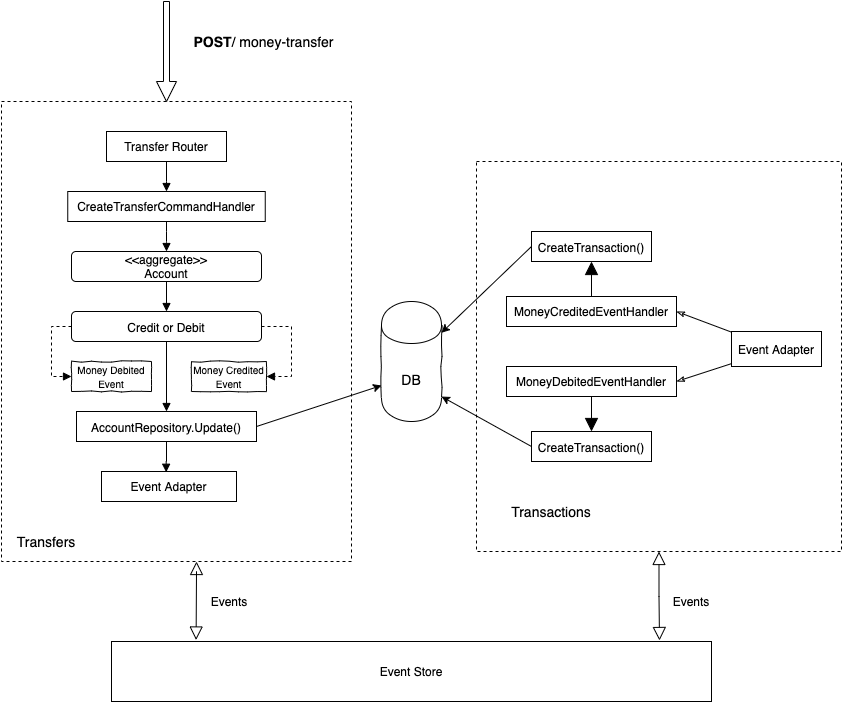 POST/ money-transfer
Transfer Router
CreateTransferCommandHandler
<<aggregate>>
Account
Credit or Debit
Money Debited
Event
Money Credited
Event
AccountRepository.Update()
Event Adapter
Transfers
DB
CreateTransaction()
MoneyCreditedEventHandler
Event Adapter
MoneyDebitedEventHandler
CreateTransaction()
Transactions
Events
Events
Event Store